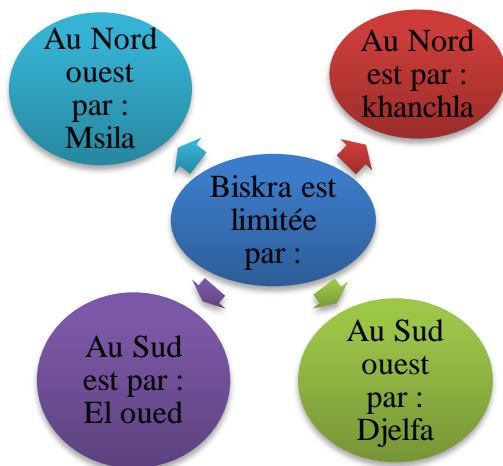 Au Nord
ouest
par :
Msila
Au Nord
est par :
khanchla
Biskra est
limitée
par :
Au Sud
est par :
El oued
Au Sud
ouest
par :
Djelfa